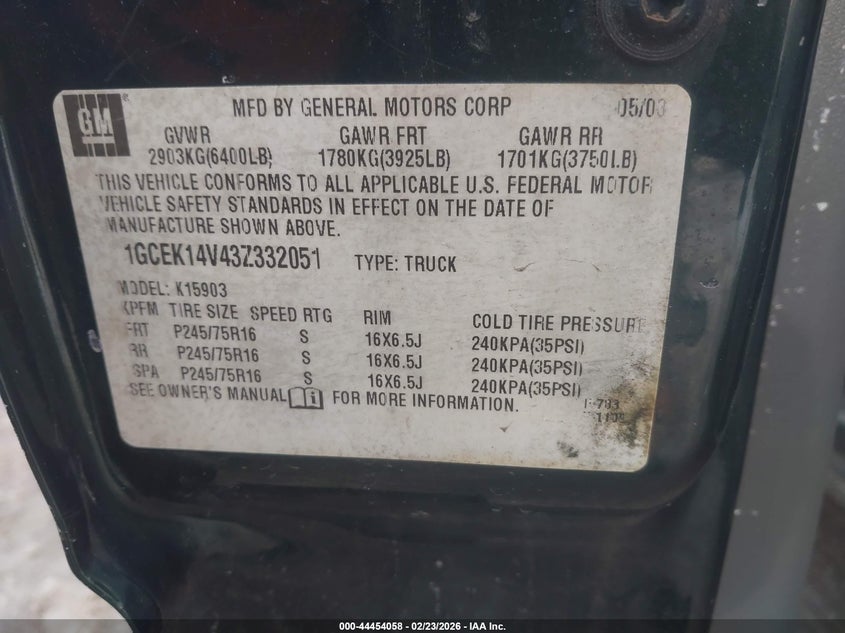 GM
MFD BY GENERAL MOTORS CORP 05/03
GVWR GAWR FRT GAWR RR
2903KG(6400LB) 1780KG(3925LB) 1701KG(3750LB)
THIS VEHICLE CONFORMS TO ALL APPLICABLE U.S. FEDERAL MOTOR
VEHICLE SAFETY STANDARDS IN EFFECT ON THE DATE OF
MANUFACTURE SHOWN ABOVE.
1GCEK14V43Z332051 TYPE: TRUCK
MODEL: K15903
KPFM TIRE SIZE SPEED RTG RIM COLD TIRE PRESSURE
FRT P245/75R16 S 16X6.5J 240KPA(35PSI)
RR P245/75R16 S 16X6.5J 240KPA(35PSI)
SPA P245/75R16 S 16X6.5J 240KPA(35PSI)
SEE OWNER'S MANUAL FOR MORE INFORMATION.
000-44454058 - 02/23/2026 - IAA Inc.